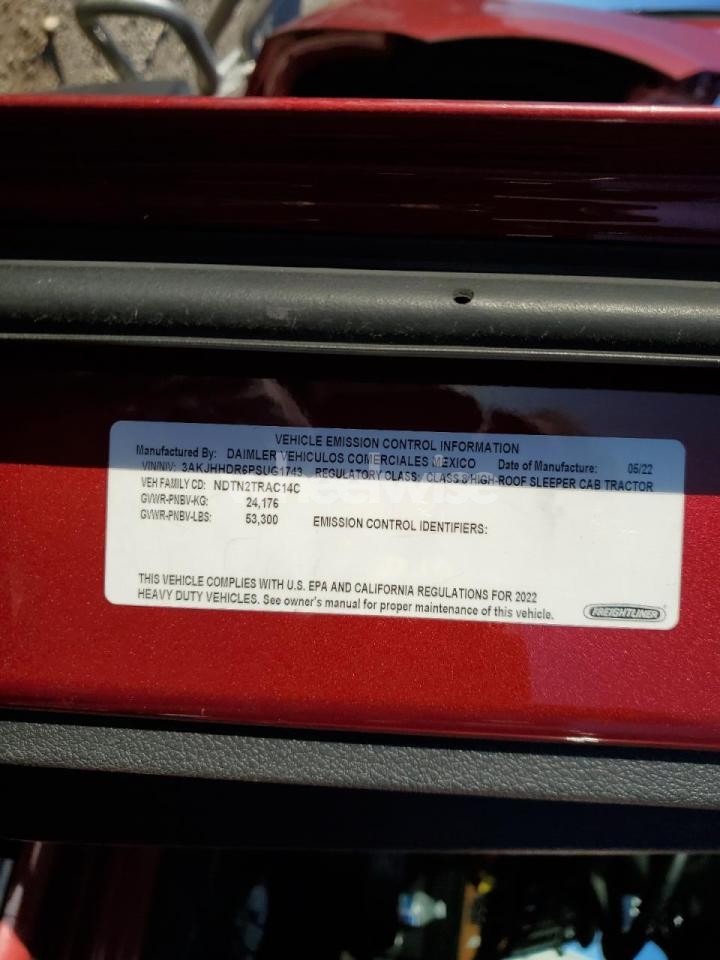 VEHICLE EMISSION CONTROL INFORMATION
Manufactured By: DAIMLER VEHICULOS COMERCIALES MEXICO Date of Manufacture: 05/22
VIN/NIV: 3AKJHHDR6PSUG1743 REGULATORY CLASS: CLASS 8 HIGH-ROOF SLEEPER CAB TRACTOR
VEH FAMILY CD: NDTN2TRAC14C
GVWR-PNBV-KG: 24,176
GVWR-PNBV-LBS: 53,300 EMISSION CONTROL IDENTIFIERS:
THIS VEHICLE COMPLIES WITH U.S. EPA AND CALIFORNIA REGULATIONS FOR 2022
HEAVY DUTY VEHICLES. See owner's manual for proper maintenance of this vehicle.
FREIGHTLINER